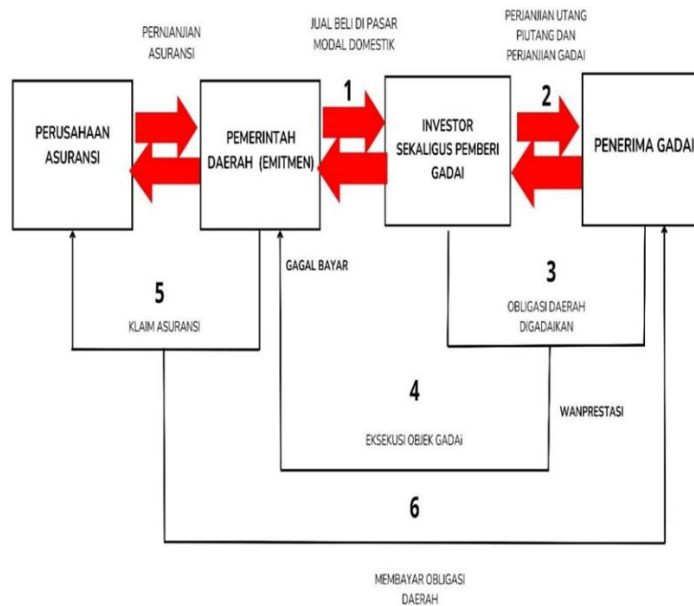 PERNJANJIAN
ASURANSI
JUAL BELI DI PASAR
MODAL DOMESTIK
PERJANJIAN UTANG
PIUTANG DAN
PERJANJIAN GADAI
1
2
PERUSAHAAN
ASURANSI
PEMERINTAH
DAERAH (EMITMEN)
INVESTOR
SEKALIGUS PEMBERI
GADAI
PENERIMA GADAI
GAGAL BAYAR
5
KLAIM ASURANSI
3
OBLIGASI DAERAH
DIGADAIKAN
4
EKSEKUSI OBJEK GADAi
WANPRESTASI
6
MEMBAYAR OBLIGASI
DAERAH